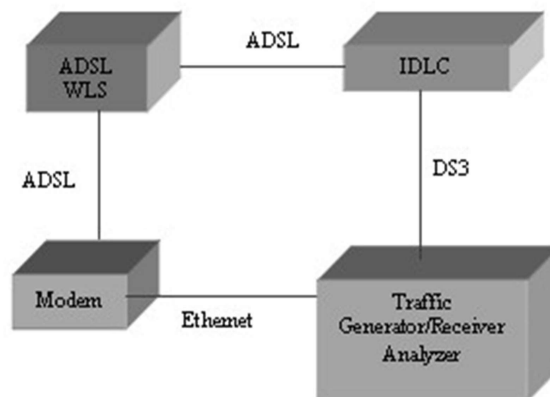 ADSL
ADSL
WLS
IDLC
ADSL
DS3
Modem
Ethernet
Traffic
Generator/Receiver
Analyzer